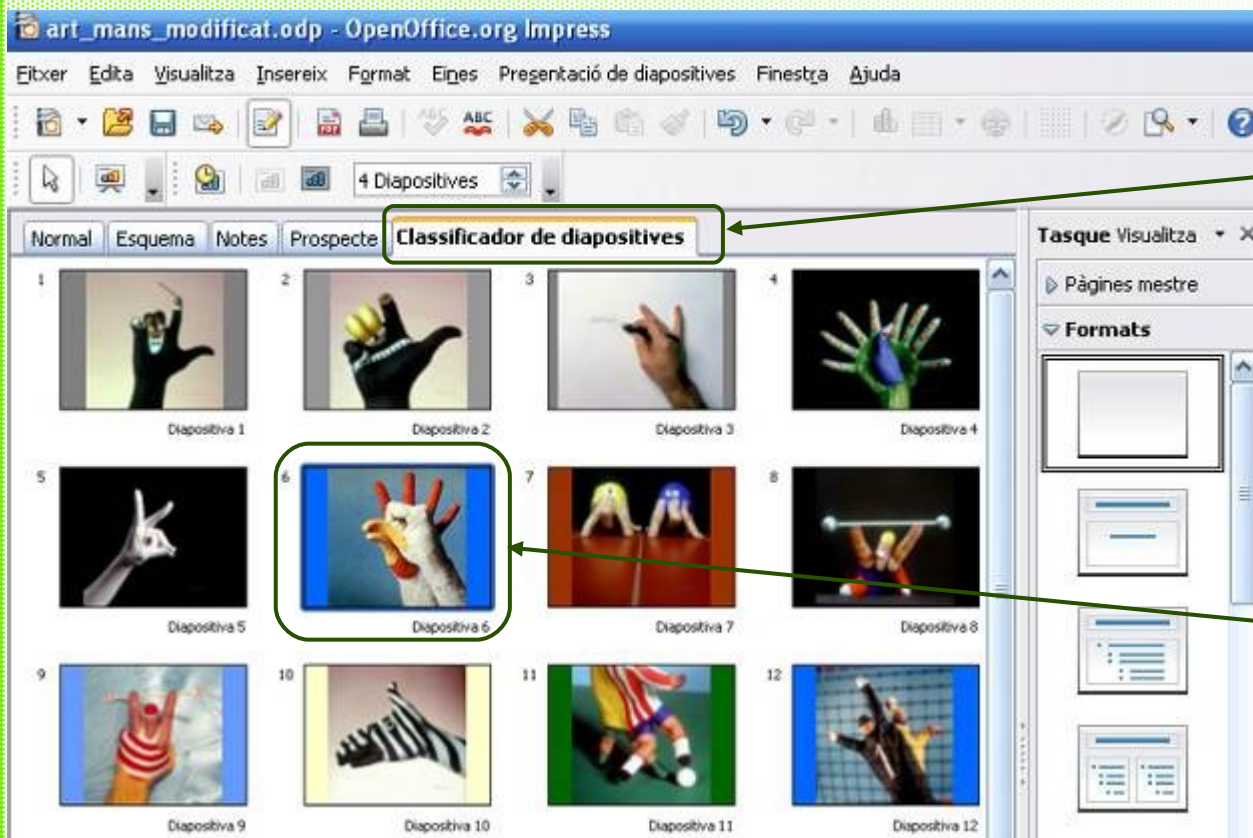 art_mans_modificat.odp - OpenOffice.org Impress
Fitxer Edita Visualitza Insereix Format Eines Presentació de diapositives Finestra Ajuda
4 Diapositives
Normal Esquema Notes Prospecte Classificador de diapositives
Tasque Visualitza
Pàgines mestre
Formats
1 2 3 4
Diapositiva 1 Diapositiva 2 Diapositiva 3 Diapositiva 4
5 6 7 8
Diapositiva 5 Diapositiva 6 Diapositiva 7 Diapositiva 8
9 10 11 12
Diapositiva 9 Diapositiva 10 Diapositiva 11 Diapositiva 12